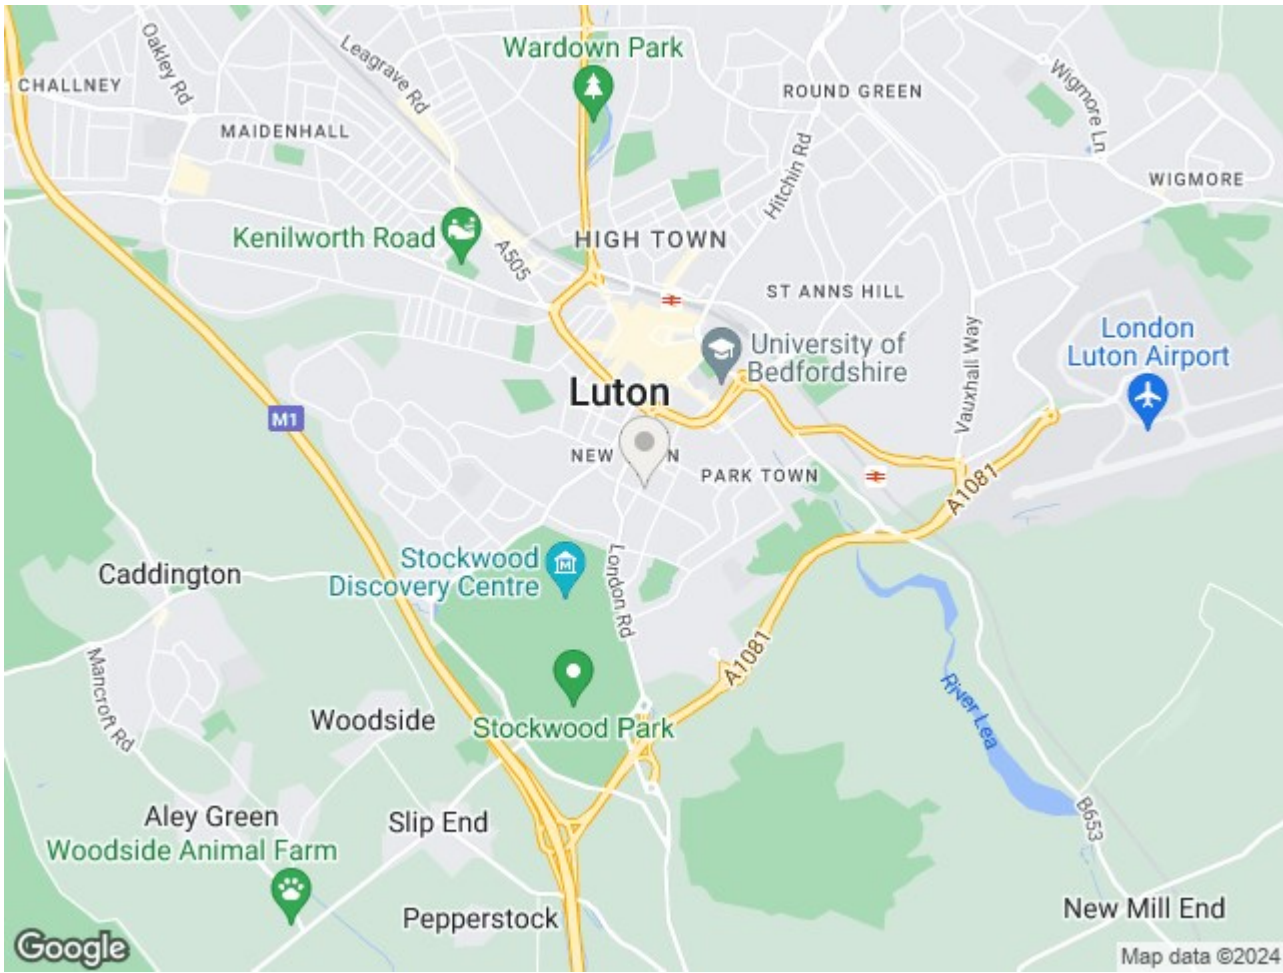 Wardown Park
Oakley Rd
Leagrave Rd
CHALLNEY
ROUND GREEN
Wigmore Ln
MAIDENHALL
Hitchin Rd
WIGMORE
Kenilworth Road
A505
HIGH TOWN
ST ANNS HILL
London
Luton Airport
University of
Bedfordshire
Vauxhall Way
Luton
M1
NEW
N
PARK TOWN
A1081
Stockwood
Discovery Centre
London Rd
Caddington
Mancroft Rd
A1081
River Lea
Woodside
Stockwood Park
B653
Aley Green
Slip End
Woodside Animal Farm
Pepperstock
New Mill End
Google
Map data ©2024